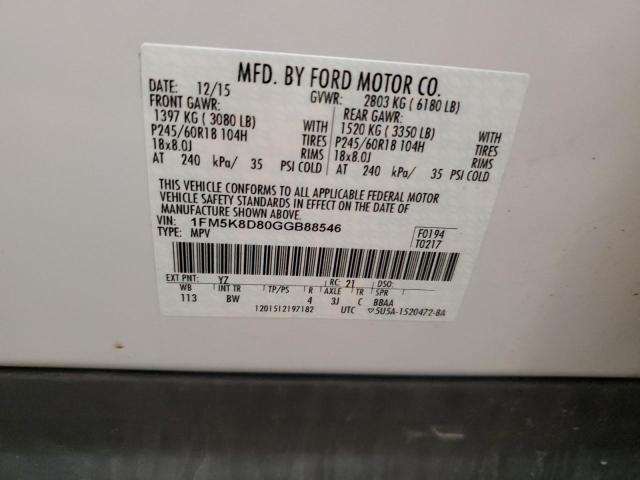 MFD. BY FORD MOTOR CO.
DATE: 12/15 GVWR: 2803 KG ( 6180 LB)
FRONT GAWR: REAR GAWR:
1397 KG ( 3080 LB) WITH 1520 KG ( 3350 LB) WITH
P245/60R18 104H TIRES P245/60R18 104H TIRES
18x8.0J RIMS 18x8.0J RIMS
AT 240 kPa/ 35 PSI COLD AT 240 kPa/ 35 PSI COLD
THIS VEHICLE CONFORMS TO ALL APPLICABLE FEDERAL MOTOR
VEHICLE SAFETY STANDARDS IN EFFECT ON THE DATE OF
MANUFACTURE SHOWN ABOVE.
VIN: 1FM5K8D80GGB88546 F0194
TYPE: MPV T0217
EXT PNT: YZ RC: 21 DSO:
WB INT TR TP/PS R AXLE TR SPR
113 BW 4 3J C BBAA
1201512197182 UTC ▽5U5A-1520472-BA